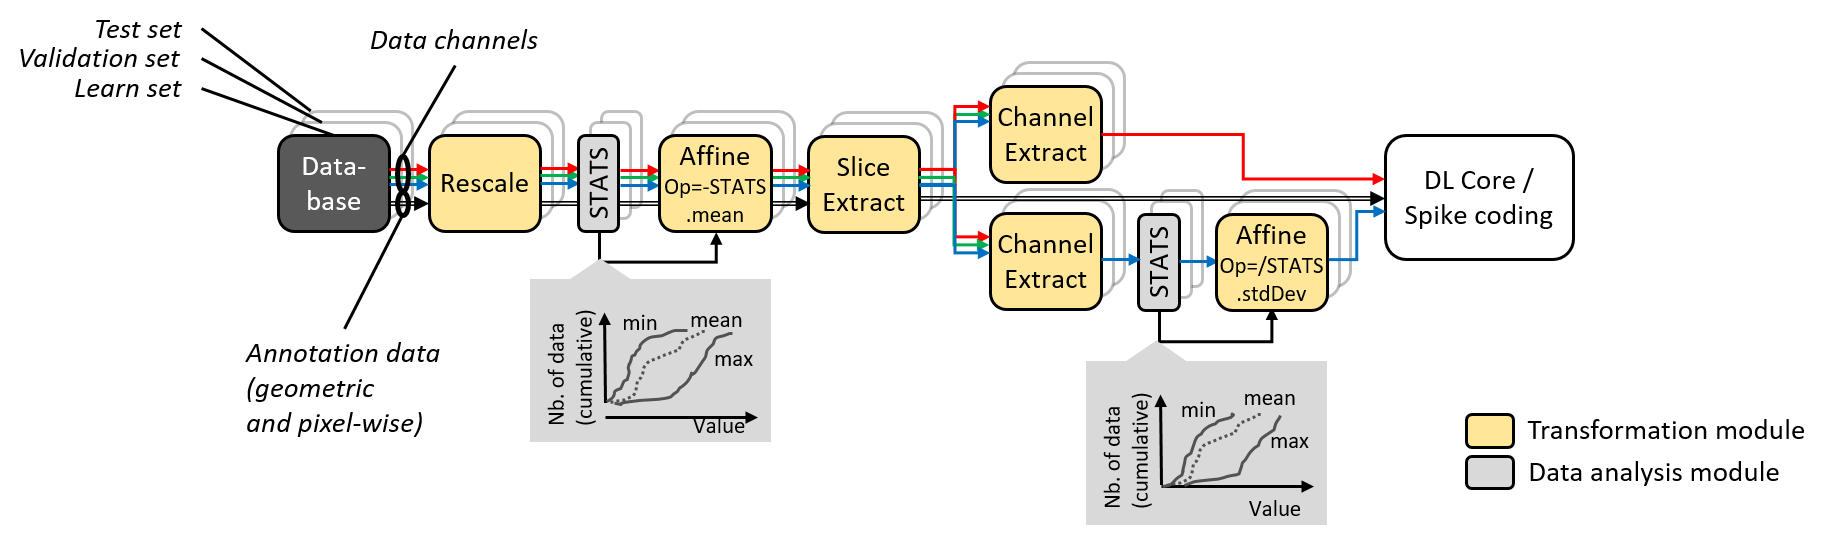 Test set
Validation set
Learn set
Data channels
Data-
base
Rescale
STATS
Affine
Op=-STATS
.mean
Slice
Extract
Channel
Extract
Channel
Extract
STATS
Affine
Op=/STATS
.stdDev
DL Core /
Spike coding
Annotation data
(geometric
and pixel-wise)
Nb. of data
(cumulative)
min
mean
max
Value
Nb. of data
(cumulative)
min
mean
max
Value
Transformation module
Data analysis module